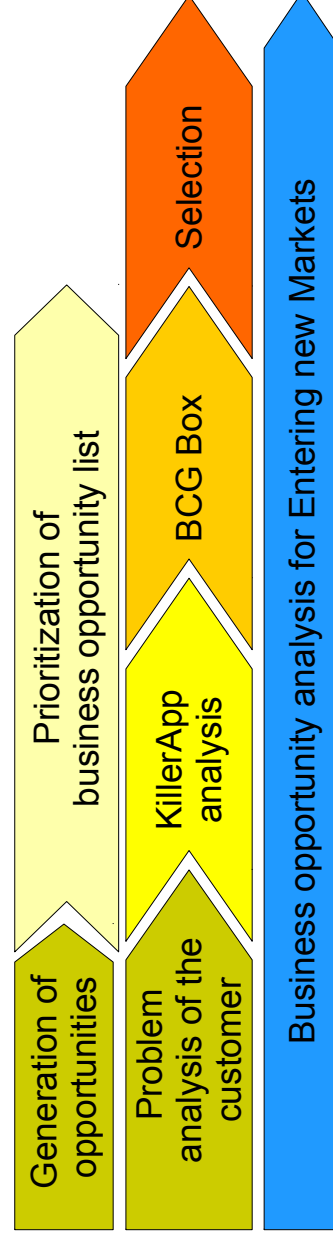 Generation of
opportunities
Prioritization of
business opportunity list
Problem
analysis of the
customer
KillerApp
analysis
BCG Box
Selection
Business opportunity analysis for Entering new Markets